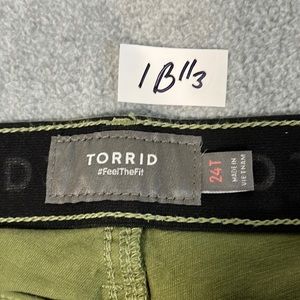 1B113
TORRID
#FeelTheFit
24T
MADE IN
VIETNAM
D